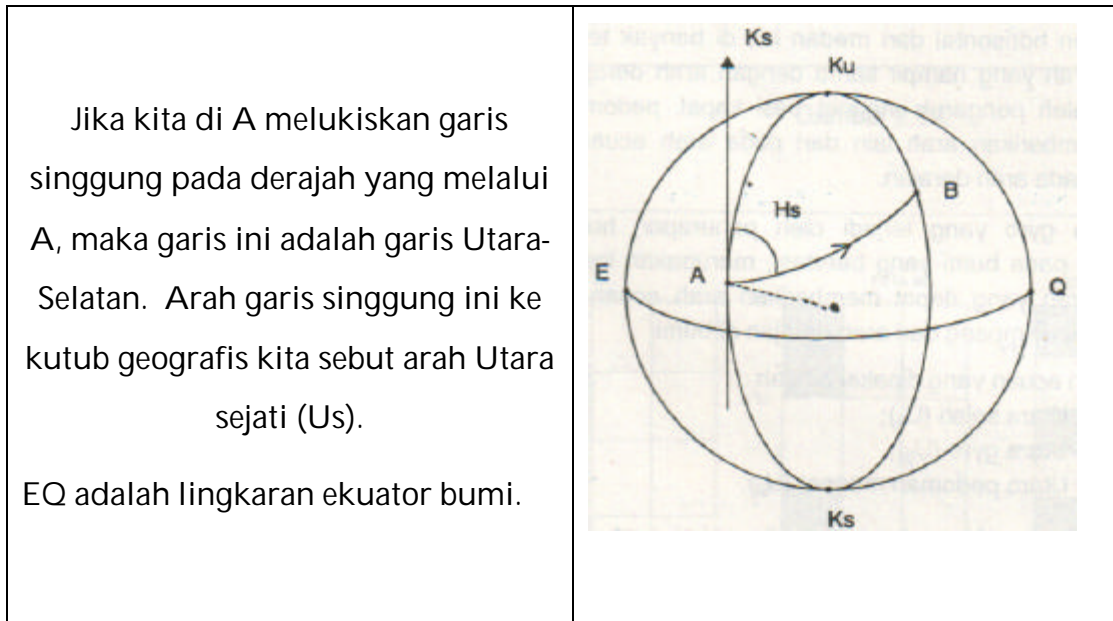 Jika kita di A melukiskan garis
singgung pada derajah yang melalui
A, maka garis ini adalah garis Utara-
Selatan. Arah garis singgung ini ke
kutub geografis kita sebut arah Utara
sejati (Us).
EQ adalah lingkaran ekuator bumi.
Ks
Ku
B
Hs
E
A
Q
Ks